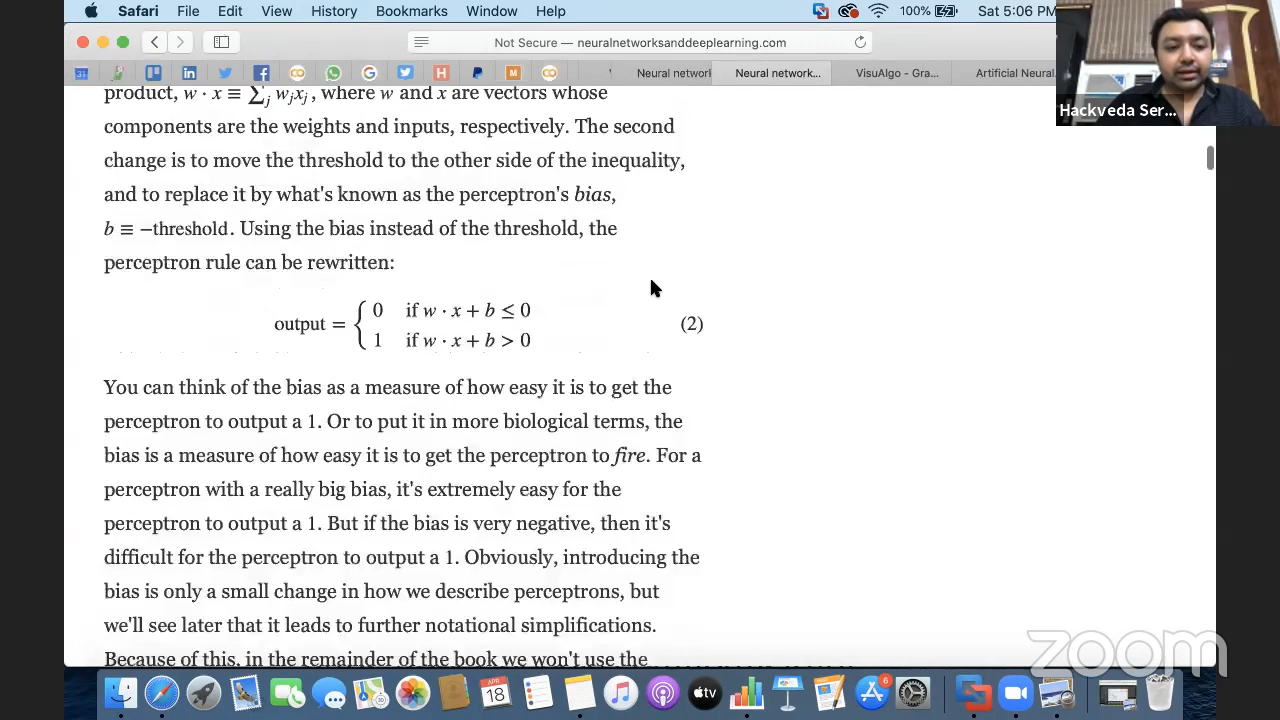 Safari File Edit View History Bookmarks Window Help 100% Sat 5:06 PM
Not Secure — neuralnetworksanddeeplearning.com
Neural network Neural network... VisuAlgo - Gra... Artificial Neural.
Hackveda Ser...
product, w · x ≡ ∑j wjxj, where w and x are vectors whose
components are the weights and inputs, respectively. The second
change is to move the threshold to the other side of the inequality,
and to replace it by what's known as the perceptron's bias,
b ≡ −threshold. Using the bias instead of the threshold, the
perceptron rule can be rewritten:
output = { 0 if w · x + b ≤ 0
1 if w · x + b > 0
(2)
You can think of the bias as a measure of how easy it is to get the
perceptron to output a 1. Or to put it in more biological terms, the
bias is a measure of how easy it is to get the perceptron to fire. For a
perceptron with a really big bias, it's extremely easy for the
perceptron to output a 1. But if the bias is very negative, then it's
difficult for the perceptron to output a 1. Obviously, introducing the
bias is only a small change in how we describe perceptrons, but
we'll see later that it leads to further notational simplifications.
Because of this, in the remainder of the book we won't use the
zoom
APR
18
6
tv